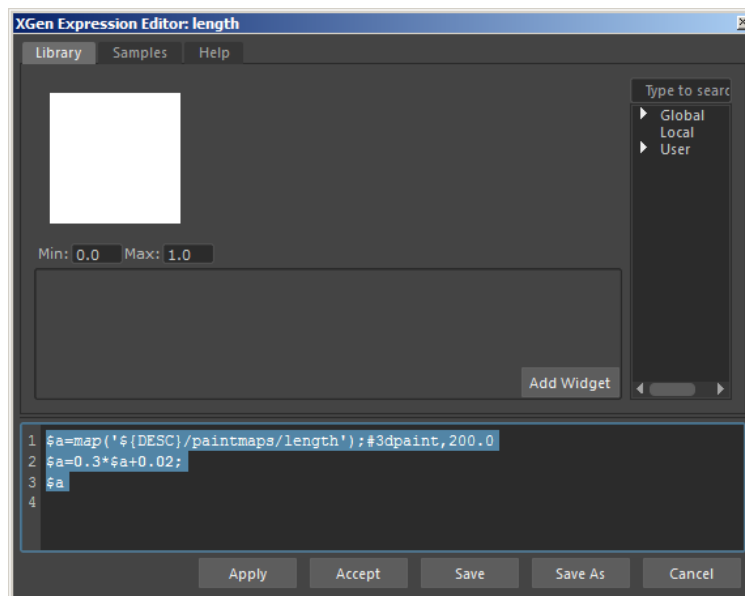 XGen Expression Editor: length
Library Samples Help
Type to searc
Global
Local
User
Min: 0.0 Max: 1.0
Add Widget
1 $a=map('${DESC}/paintmaps/length');#3dpaint,200.0
2 $a=0.3*$a+0.02;
3 $a
4
Apply Accept Save Save As Cancel